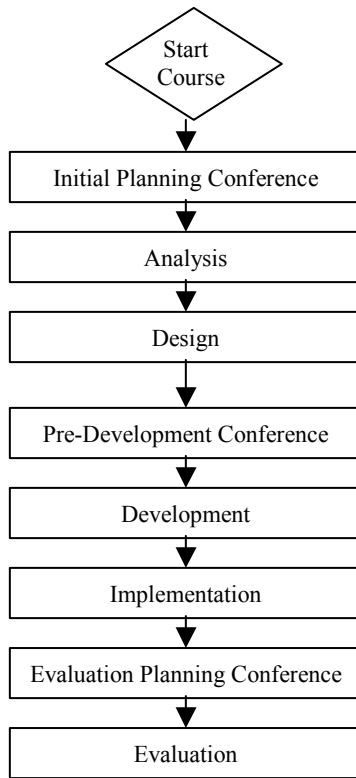 Start
Course
Initial Planning Conference
Analysis
Design
Pre-Development Conference
Development
Implementation
Evaluation Planning Conference
Evaluation